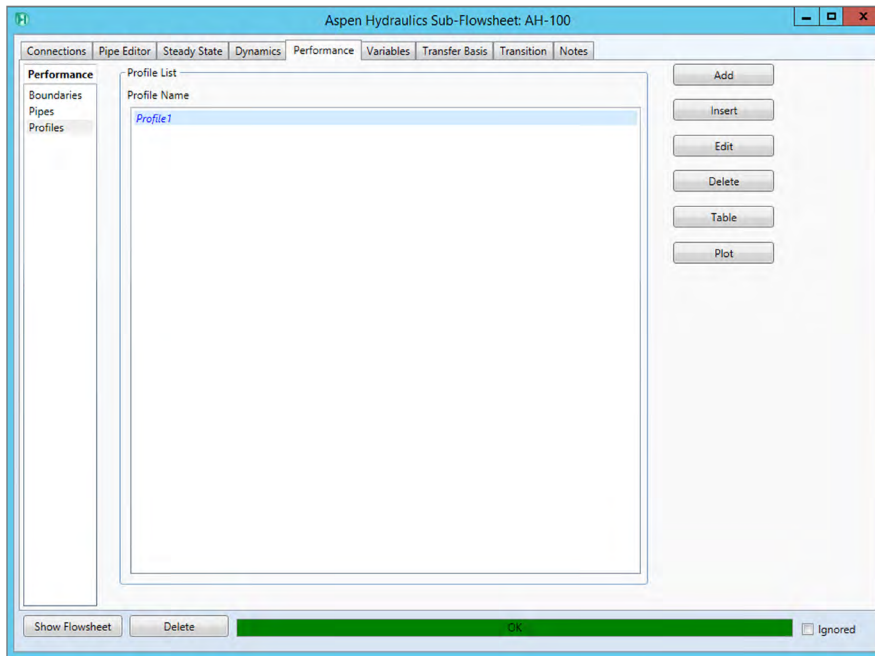 Aspen Hydraulics Sub-Flowsheet: AH-100
Connections Pipe Editor Steady State Dynamics Performance Variables Transfer Basis Transition Notes
Performance
Boundaries
Pipes
Profiles
Profile List
Profile Name
Profile1
Add
Insert
Edit
Delete
Table
Plot
Show Flowsheet Delete OK Ignored